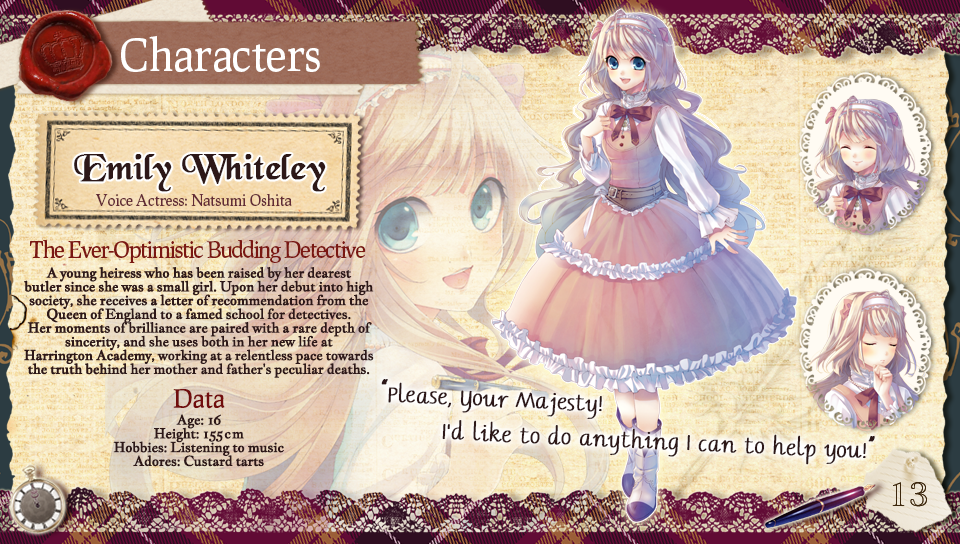 Characters
Emily Whiteley
Voice Actress: Natsumi Oshita
The Ever-Optimistic Budding Detective
A young heiress who has been raised by her dearest
butler since she was a small girl. Upon her debut into high
society, she receives a letter of recommendation from the
Queen of England to a famed school for detectives.
Her moments of brilliance are paired with a rare depth of
sincerity, and she uses both in her new life at
Harrington Academy, working at a relentless pace towards
the truth behind her mother and father's peculiar deaths.
Data
Age: 16
Height: 155cm
Hobbies: Listening to music
Adores: Custard tarts
"Please, Your Majesty!
I'd like to do anything I can to help you!"
13